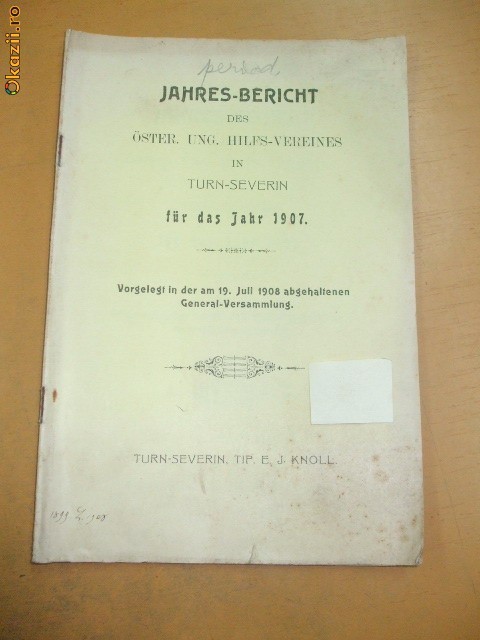 Okazii.ro
period.
JAHRES-BERICHT
DES
ÖSTER. UNG. HILFS-VEREINES
IN
TURN-SEVERIN
für das Jahr 1907.
Vorgelegt in der am 19. Juli 1908 abgehaltenen
General-Versammlung.
TURN-SEVERIN, TIP. E. J. KNOLL.